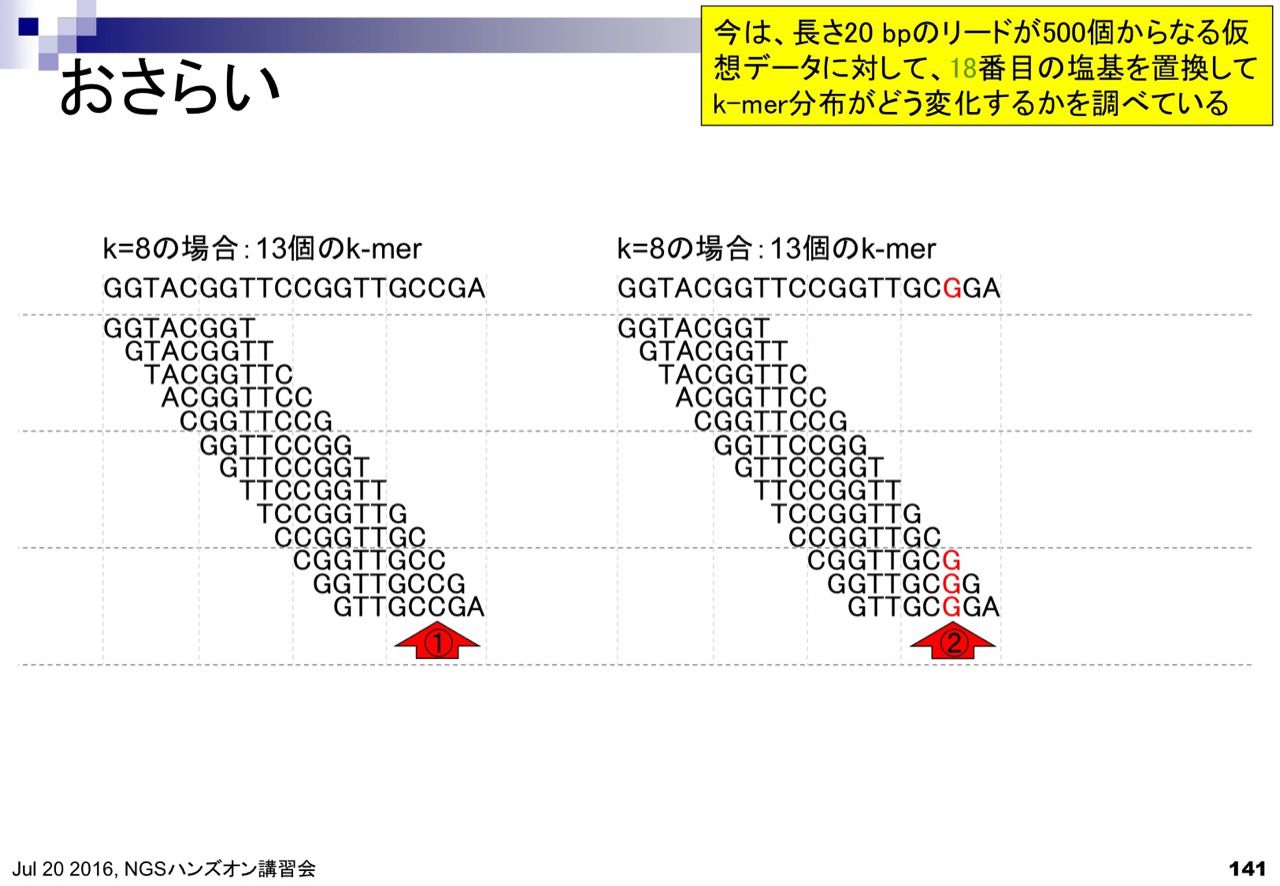 今は、長さ20 bpのリードが500個からなる仮
想データに対して、18番目の塩基を置換して
k-mer分布がどう変化するかを調べている
おさらい
k=8の場合：13個のk-mer
GGTACGGTTCCGGTTGCCGA
GGTACGGT
GTACGGTT
TACGGTTC
ACGGTTCC
CGGTTCCG
GGTTCCGG
GTTCCGGT
TTCCGGTT
TCCGGTTG
CCGGTTGC
CGGTTGCC
GGTTGCCG
GTTGCCGA
①
k=8の場合：13個のk-mer
GGTACGGTTCCGGTTGCGGA
GGTACGGT
GTACGGTT
TACGGTTC
ACGGTTCC
CGGTTCCG
GGTTCCGG
GTTCCGGT
TTCCGGTT
TCCGGTTG
CCGGTTGC
CGGTTGCG
GGTTGCGG
GTTGCGGA
②
Jul 20 2016, NGSハンズオン講習会
141